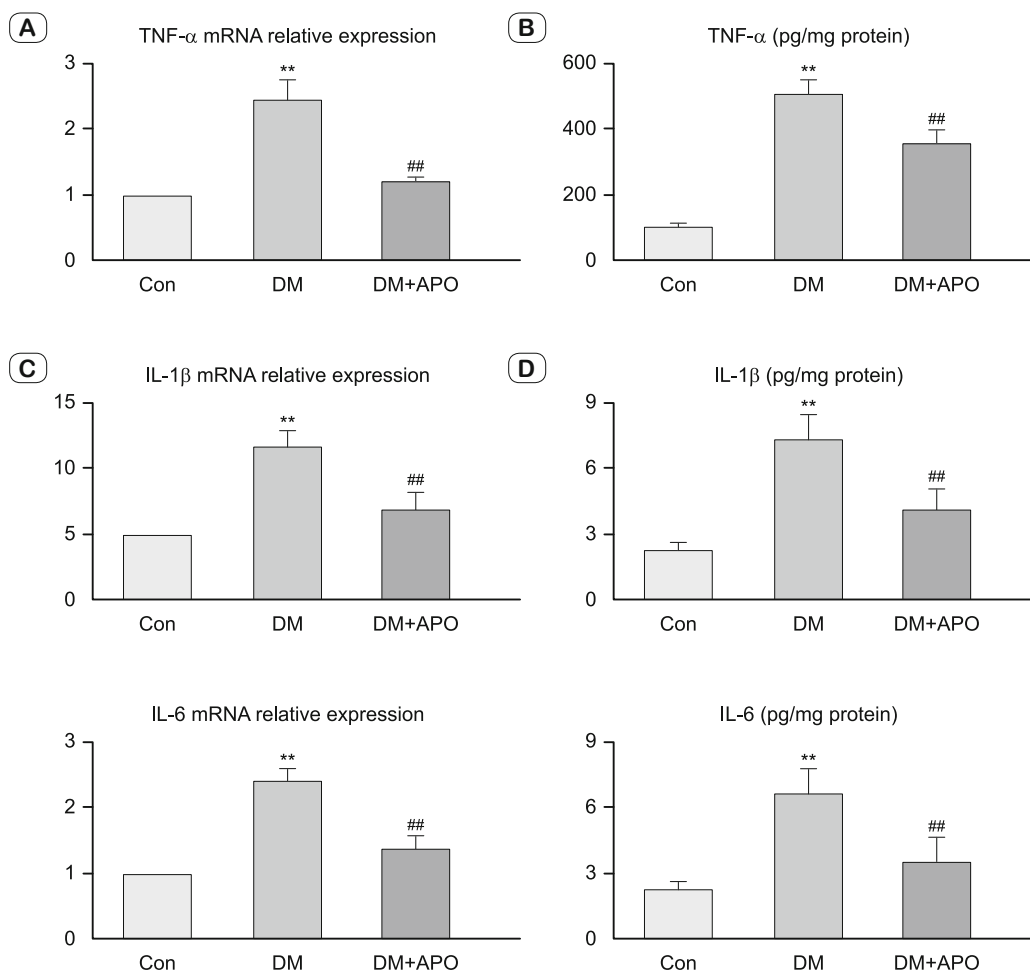 A
TNF-α mRNA relative expression
3
2
1
0
**
##
Con DM DM+APO
B
TNF-α (pg/mg protein)
600
400
200
0
**
##
Con DM DM+APO
C
IL-1β mRNA relative expression
15
10
5
0
**
##
Con DM DM+APO
D
IL-1β (pg/mg protein)
9
6
3
0
**
##
Con DM DM+APO
IL-6 mRNA relative expression
3
2
1
0
**
##
Con DM DM+APO
IL-6 (pg/mg protein)
9
6
3
0
**
##
Con DM DM+APO